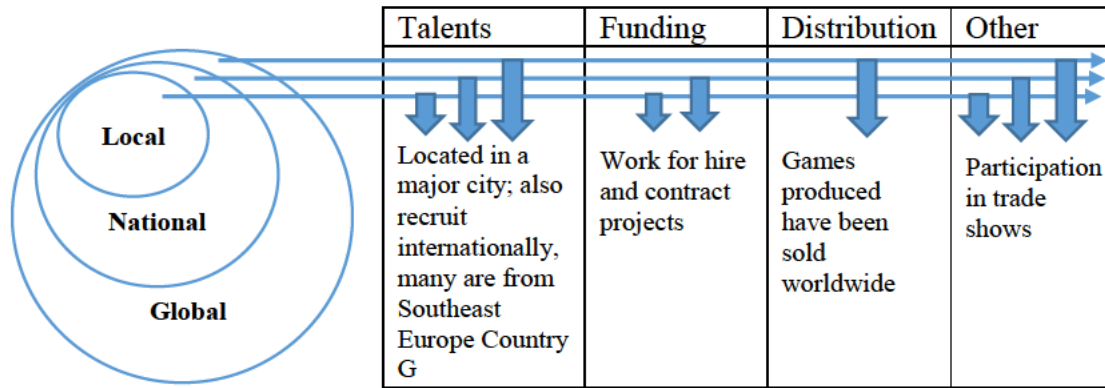 Talents
Funding
Distribution
Other
Local
National
Global
Located in a
major city; also
recruit
internationally,
many are from
Southeast
Europe Country
G
Work for hire
and contract
projects
Games
produced
have been
sold
worldwide
Participation
in trade
shows